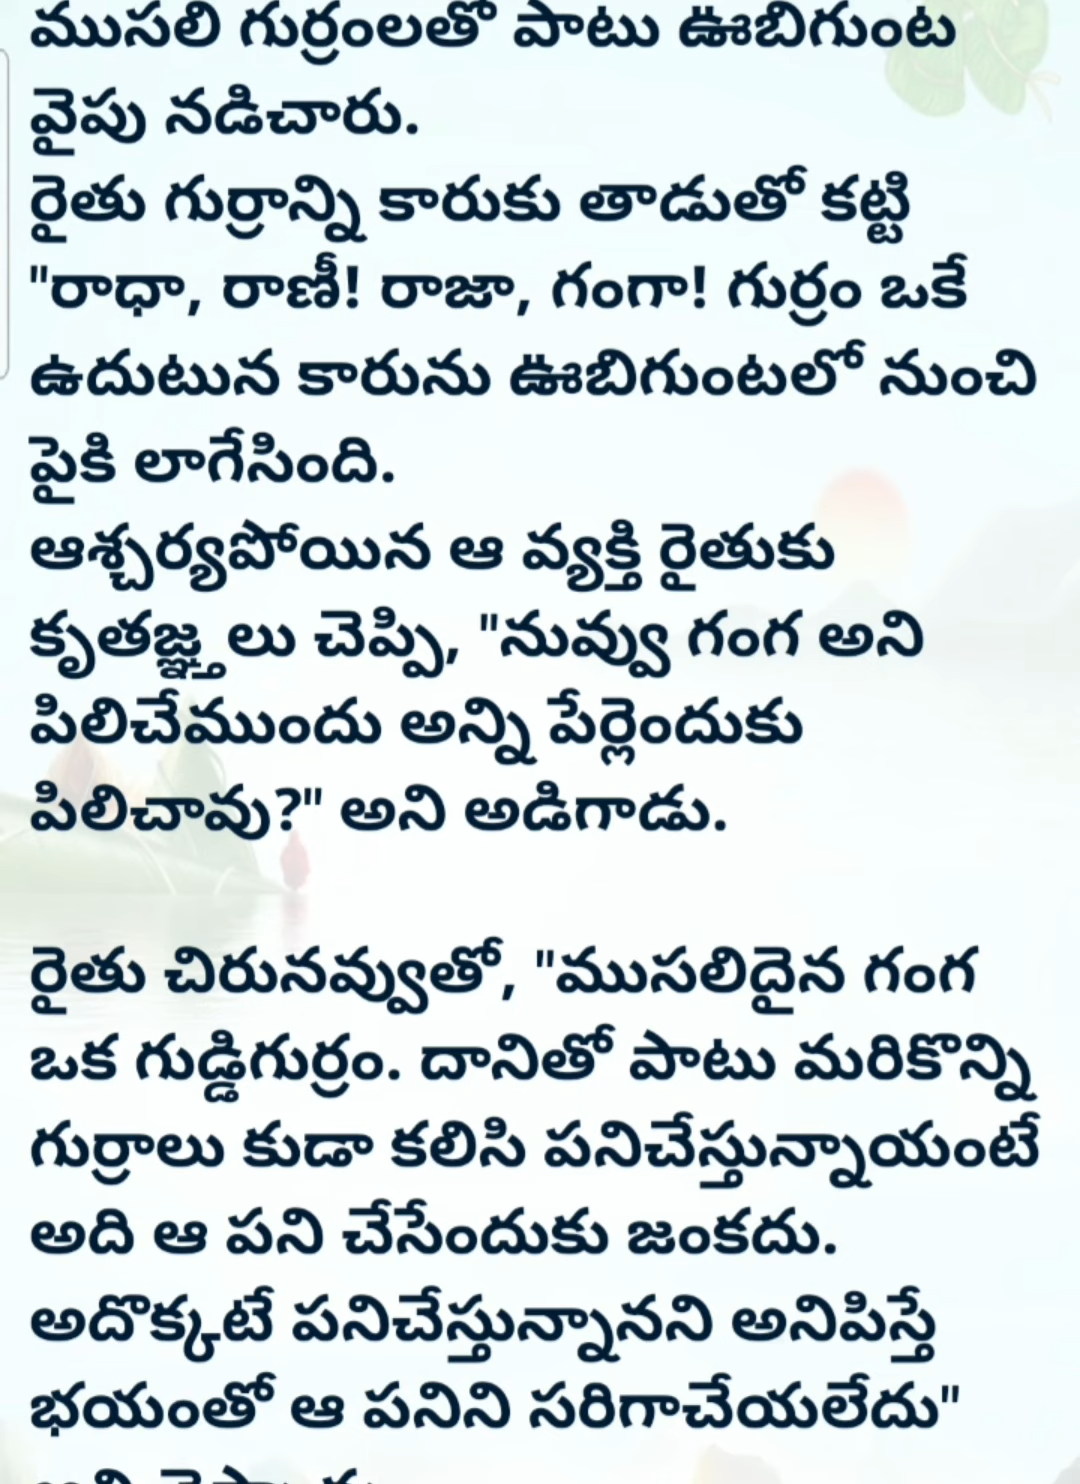 ముసలి గుర్రంలతో పాటు ఊబిగుంట
వైపు నడిచారు.
రైతు గుర్రాన్ని కారుకు తాడుతో కట్టి
"రాధా, రాణీ! రాజా, గంగా! గుర్రం ఒకే
ఉదుటున కారును ఊబిగుంటలో నుంచి
పైకి లాగేసింది.
ఆశ్చర్యపోయిన ఆ వ్యక్తి రైతుకు
కృతజ్ఞ్తలు చెప్పి, "నువ్వు గంగ అని
పిలిచేముందు అన్ని పేర్లెందుకు
పిలిచావు?" అని అడిగాడు.
రైతు చిరునవ్వుతో, "ముసలిదైన గంగ
ఒక గుడ్డిగుర్రం. దానితో పాటు మరికొన్ని
గుర్రాలు కుడా కలిసి పనిచేస్తున్నాయంటే
అది ఆ పని చేసేందుకు జంకదు.
అదొక్కటే పనిచేస్తున్నానని అనిపిస్తే
భయంతో ఆ పనిని సరిగాచేయలేదు"